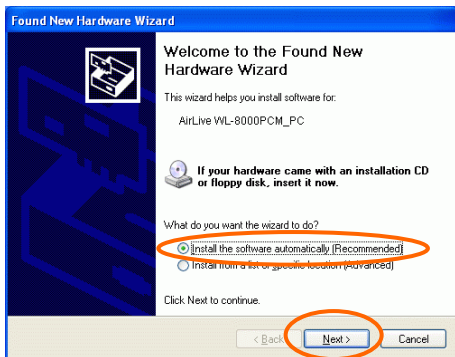 Found New Hardware Wizard
Welcome to the Found New
Hardware Wizard
This wizard helps you install software for:
AirLive WL-8000PCM_PC
If your hardware came with an installation CD
or floppy disk, insert it now.
What do you want the wizard to do?
Install the software automatically (Recommended)
Install from a list or specific location (Advanced)
Click Next to continue.
< Back
Next >
Cancel